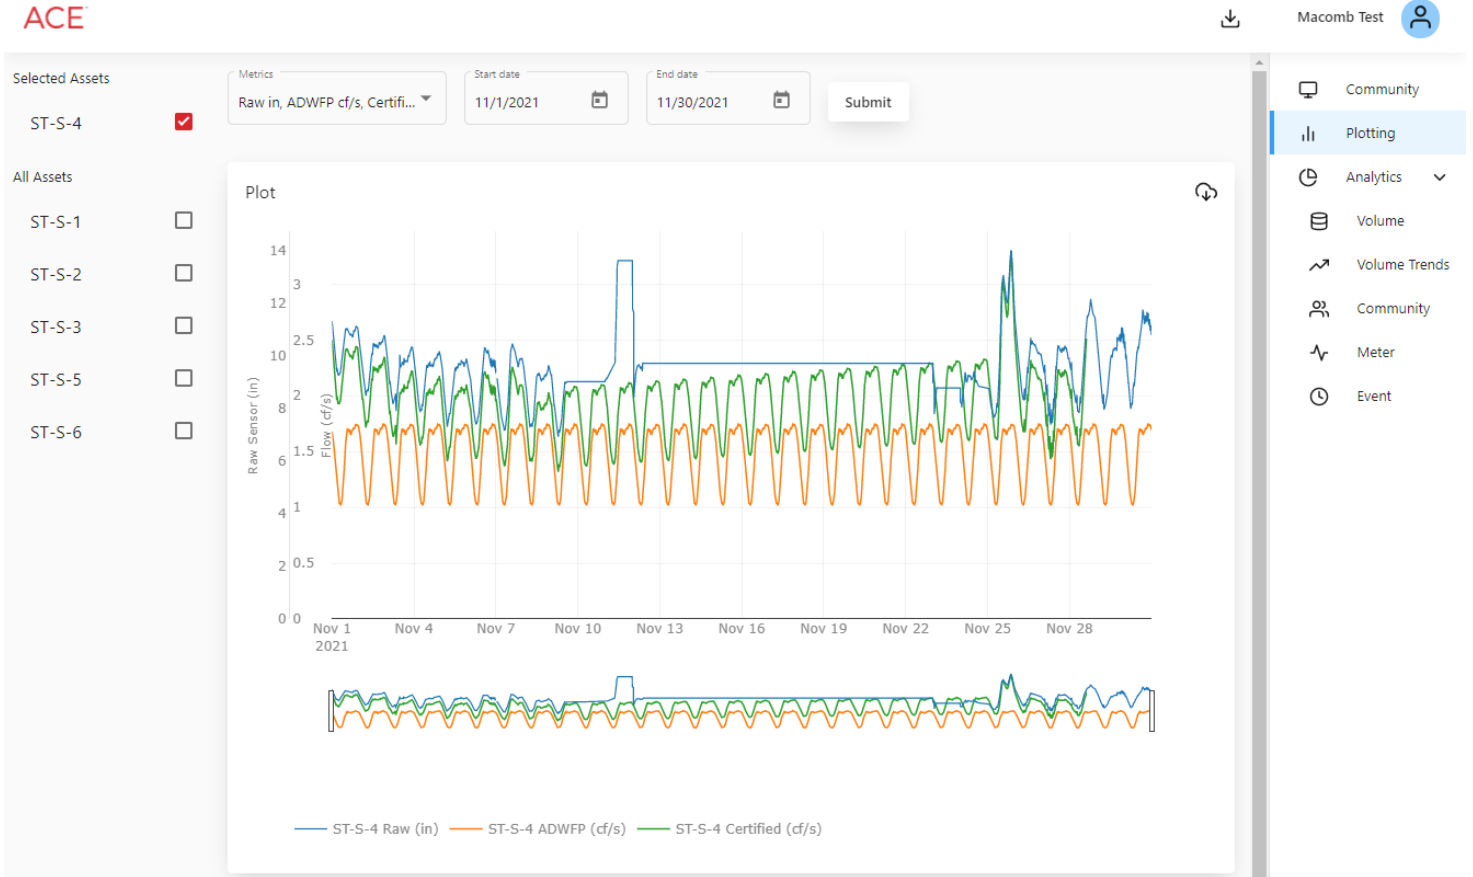 ACE
Macomb Test
Selected Assets
ST-S-4
All Assets
ST-S-1
ST-S-2
ST-S-3
ST-S-5
ST-S-6
Metrics
Raw in, ADWFP cf/s, Certifi...
Start date
11/1/2021
End date
11/30/2021
Submit
Plot
Raw Sensor (in)
14
12
10
8
6
4
2
0
Flow (cf/s)
3
2.5
2
1.5
1
0.5
0
Nov 1
2021
Nov 4
Nov 7
Nov 10
Nov 13
Nov 16
Nov 19
Nov 22
Nov 25
Nov 28
ST-S-4 Raw (in)
ST-S-4 ADWFP (cf/s)
ST-S-4 Certified (cf/s)
Community
Plotting
Analytics
Volume
Volume Trends
Community
Meter
Event